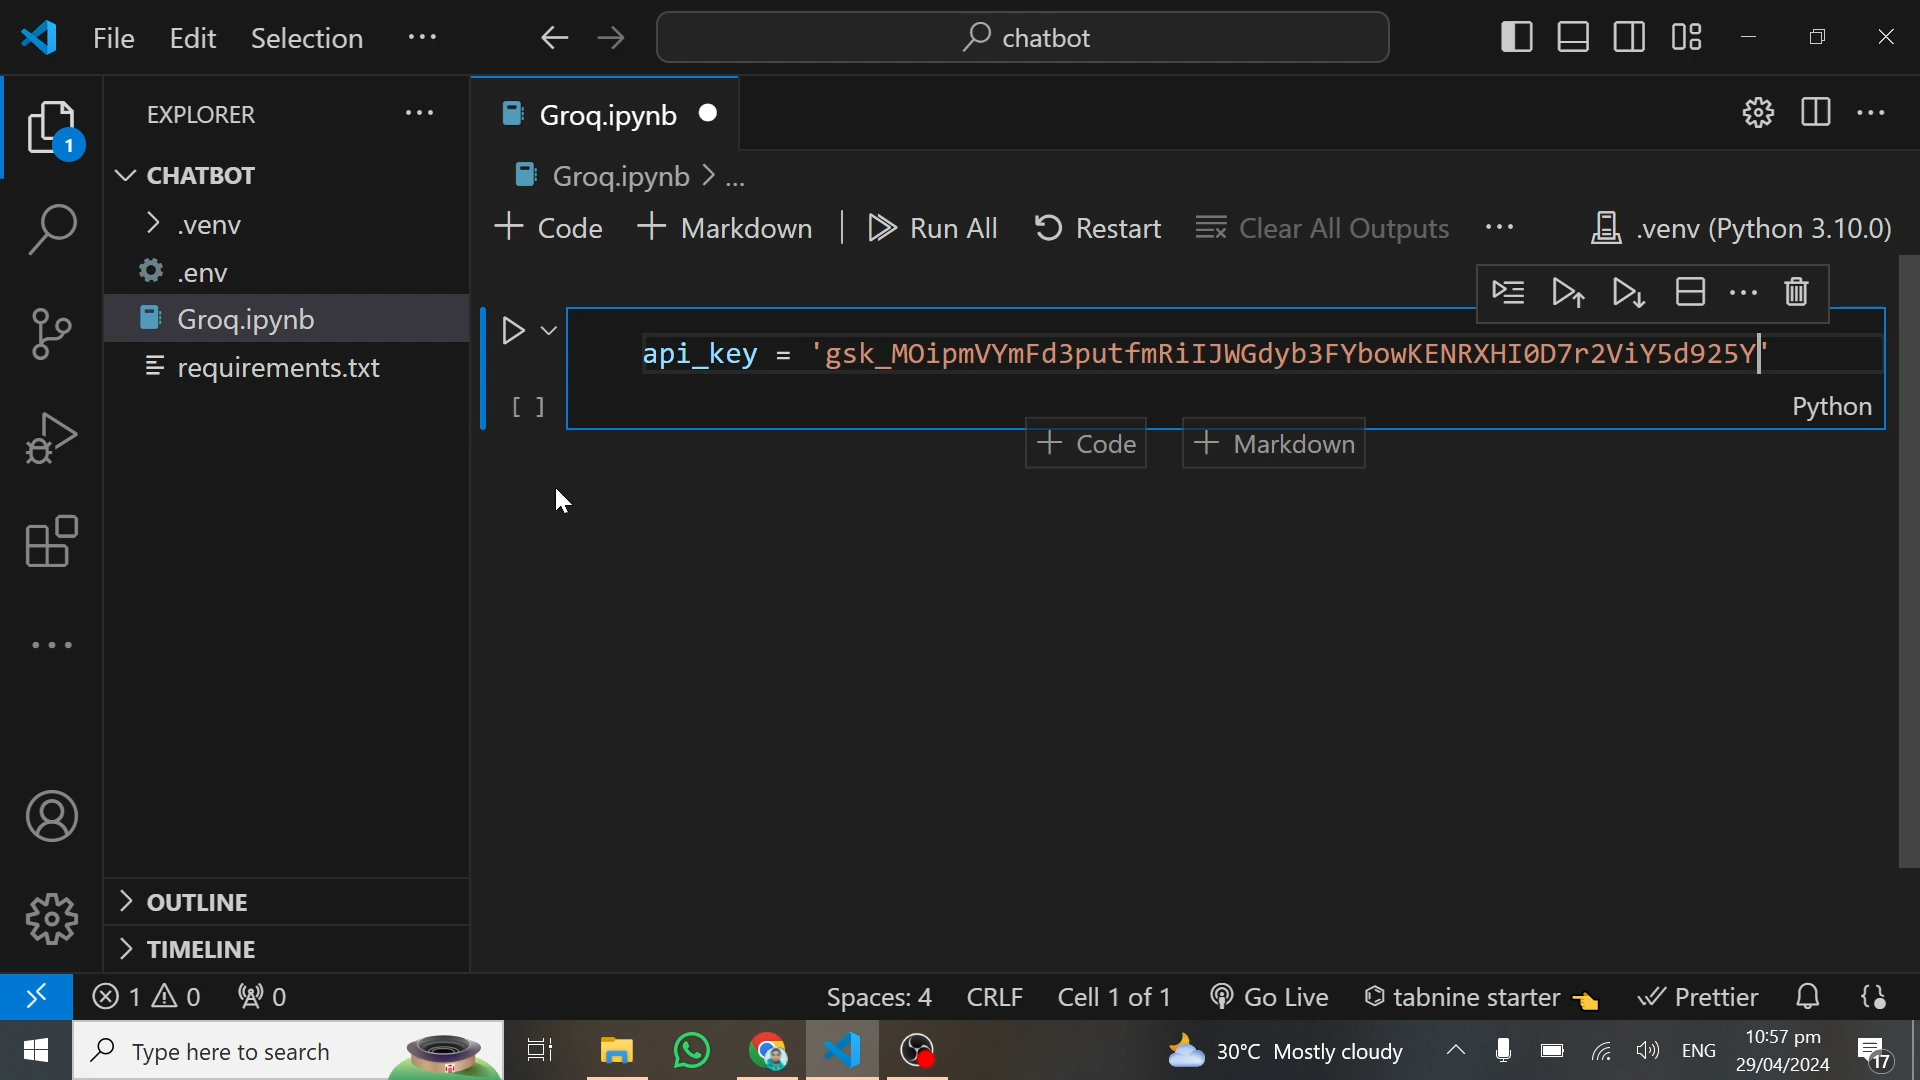 File Edit Selection ··· chatbot
EXPLORER ···
CHATBOT
.venv
.env
Groq.ipynb
requirements.txt
OUTLINE
TIMELINE
1
Groq.ipynb
Groq.ipynb > ...
+ Code + Markdown | Run All Restart Clear All Outputs ··· .venv (Python 3.10.0)
api_key = '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'
[ ] Python
+ Code + Markdown
1 0 0 Spaces: 4 CRLF Cell 1 of 1 Go Live tabnine starter Prettier
Type here to search 30°C Mostly cloudy ENG 10:57 pm
29/04/2024
17